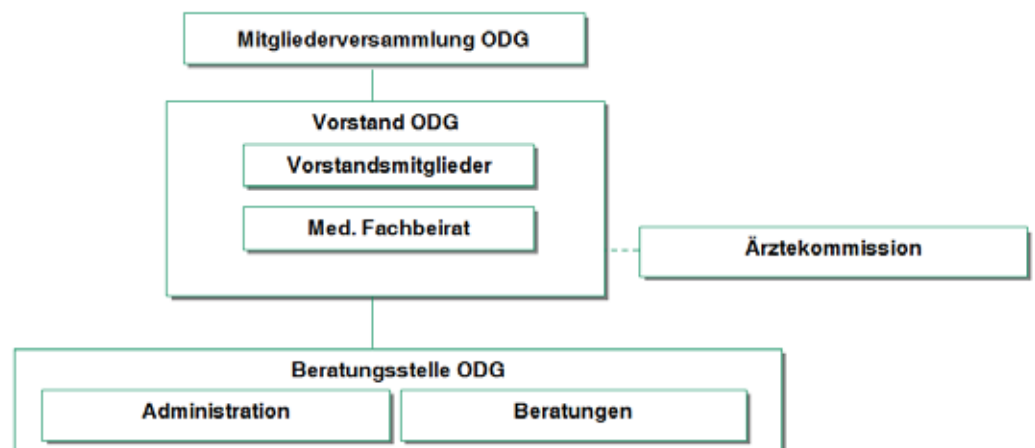 Mitgliederversammlung ODG
Vorstand ODG
Vorstandsmitglieder
Med. Fachbeirat
Ärztekommission
Beratungsstelle ODG
Administration
Beratungen